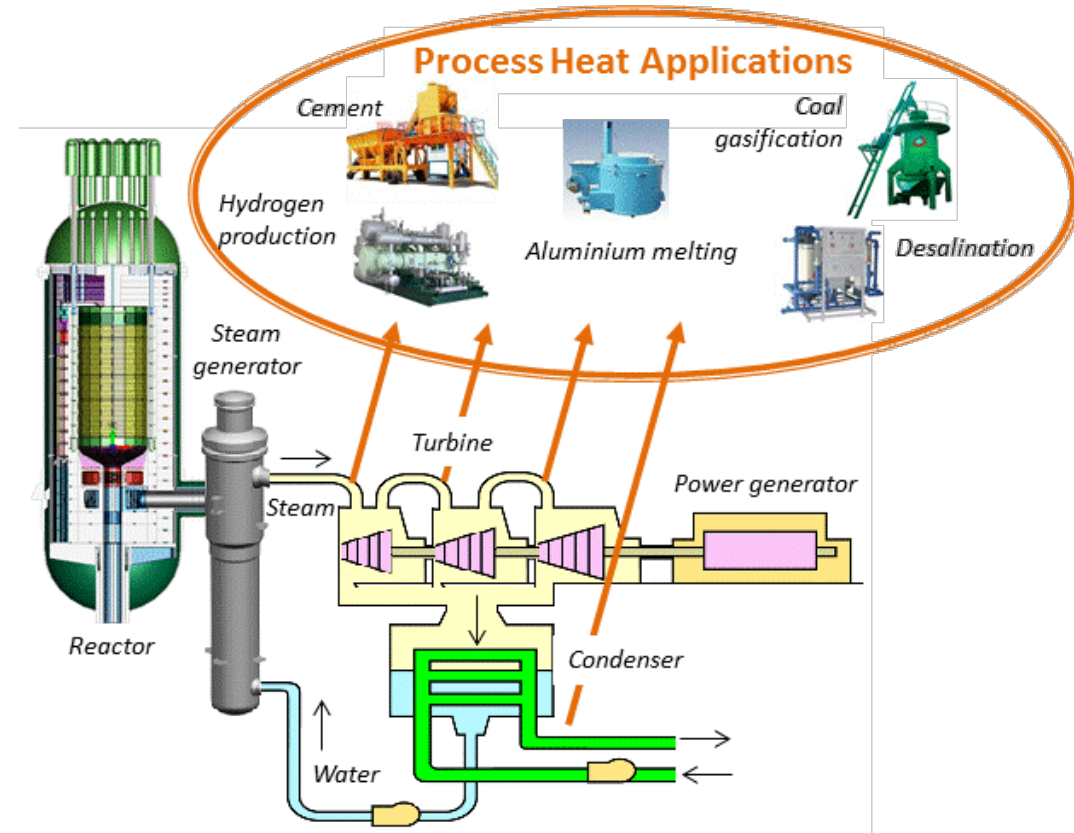 Process Heat Applications
Cement
Coal
gasification
Hydrogen
production
Aluminium melting
Desalination
Steam
generator
Turbine
Steam
Power generator
Reactor
Condenser
Water